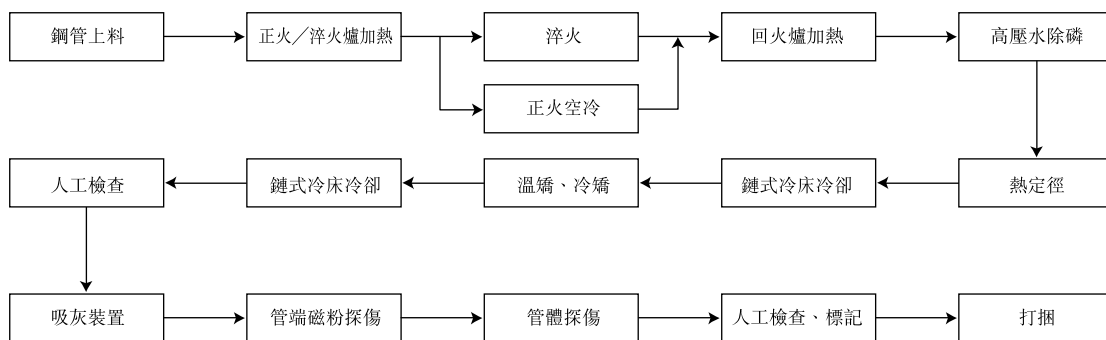 鋼管上料
正火／淬火爐加熱
淬火
回火爐加熱
高壓水除磷
正火空冷
人工檢查
鏈式冷床冷卻
溫矯、冷矯
鏈式冷床冷卻
熱定徑
吸灰裝置
管端磁粉探傷
管體探傷
人工檢查、標記
打捆